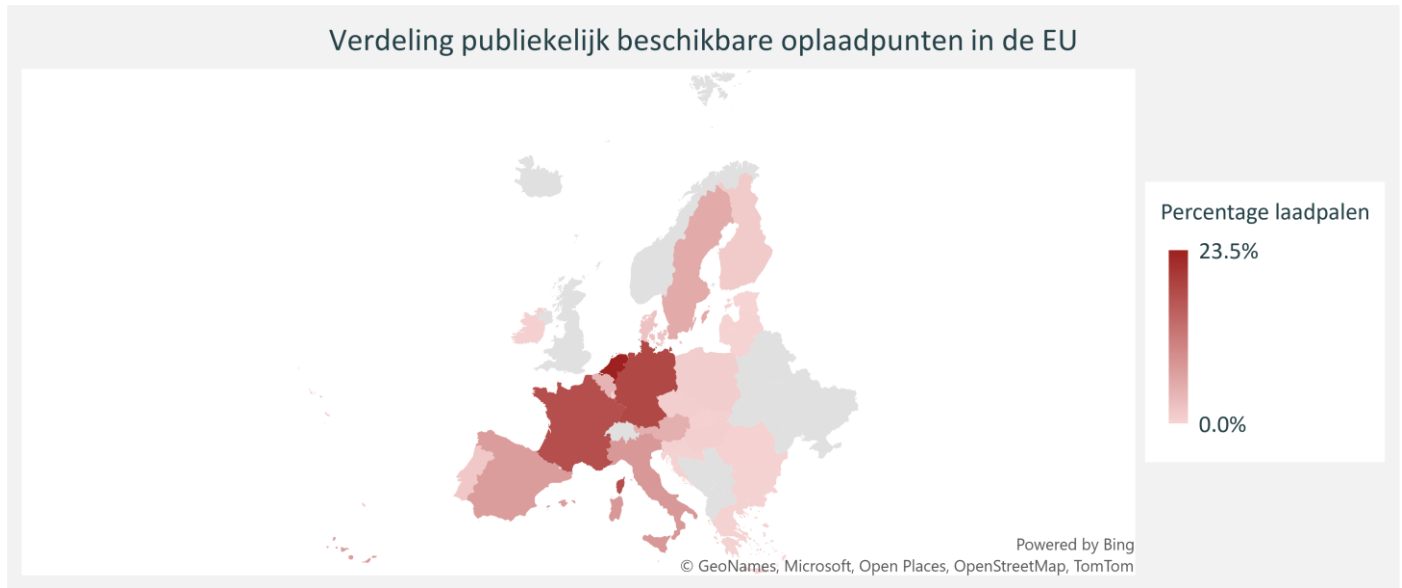 Verdeling publiekelijk beschikbare oplaadpunten in de EU
Percentage laadpalen
23.5%
0.0%
Powered by Bing
© GeoNames, Microsoft, Open Places, OpenStreetMap, TomTom